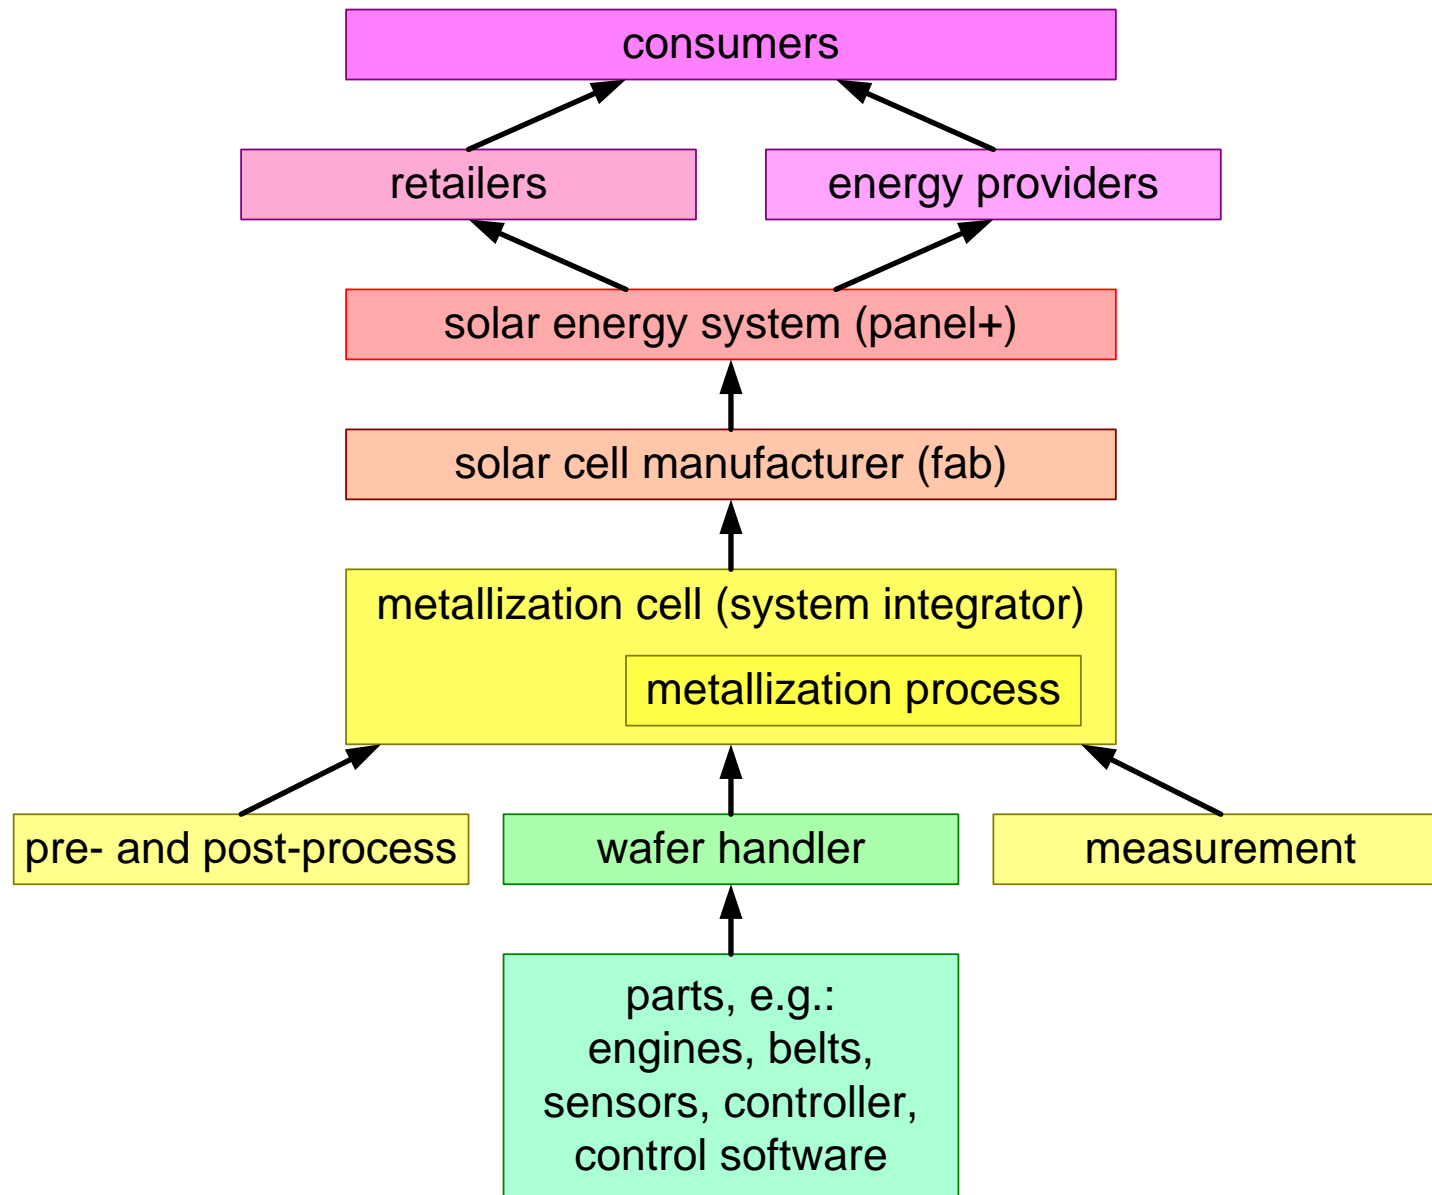 consumers
retailers
energy providers
solar energy system (panel+)
solar cell manufacturer (fab)
metallization cell (system integrator)
metallization process
pre- and post-process
wafer handler
measurement
parts, e.g.:
engines, belts,
sensors, controller,
control software